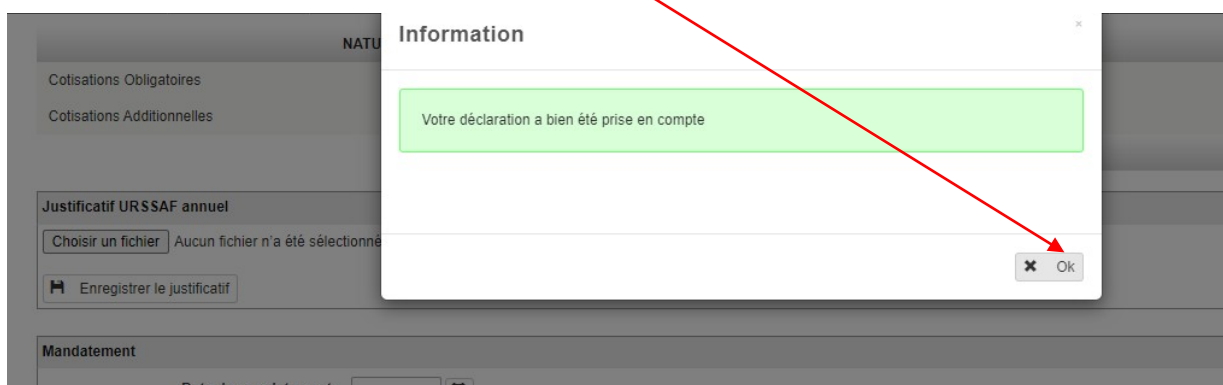 NATU
Information
×
Cotisations Obligatoires
Cotisations Additionnelles
Votre déclaration a bien été prise en compte
Justificatif URSSAF annuel
Choisir un fichier Aucun fichier n'a été sélectionné
Ok
Enregistrer le justificatif
Mandatement